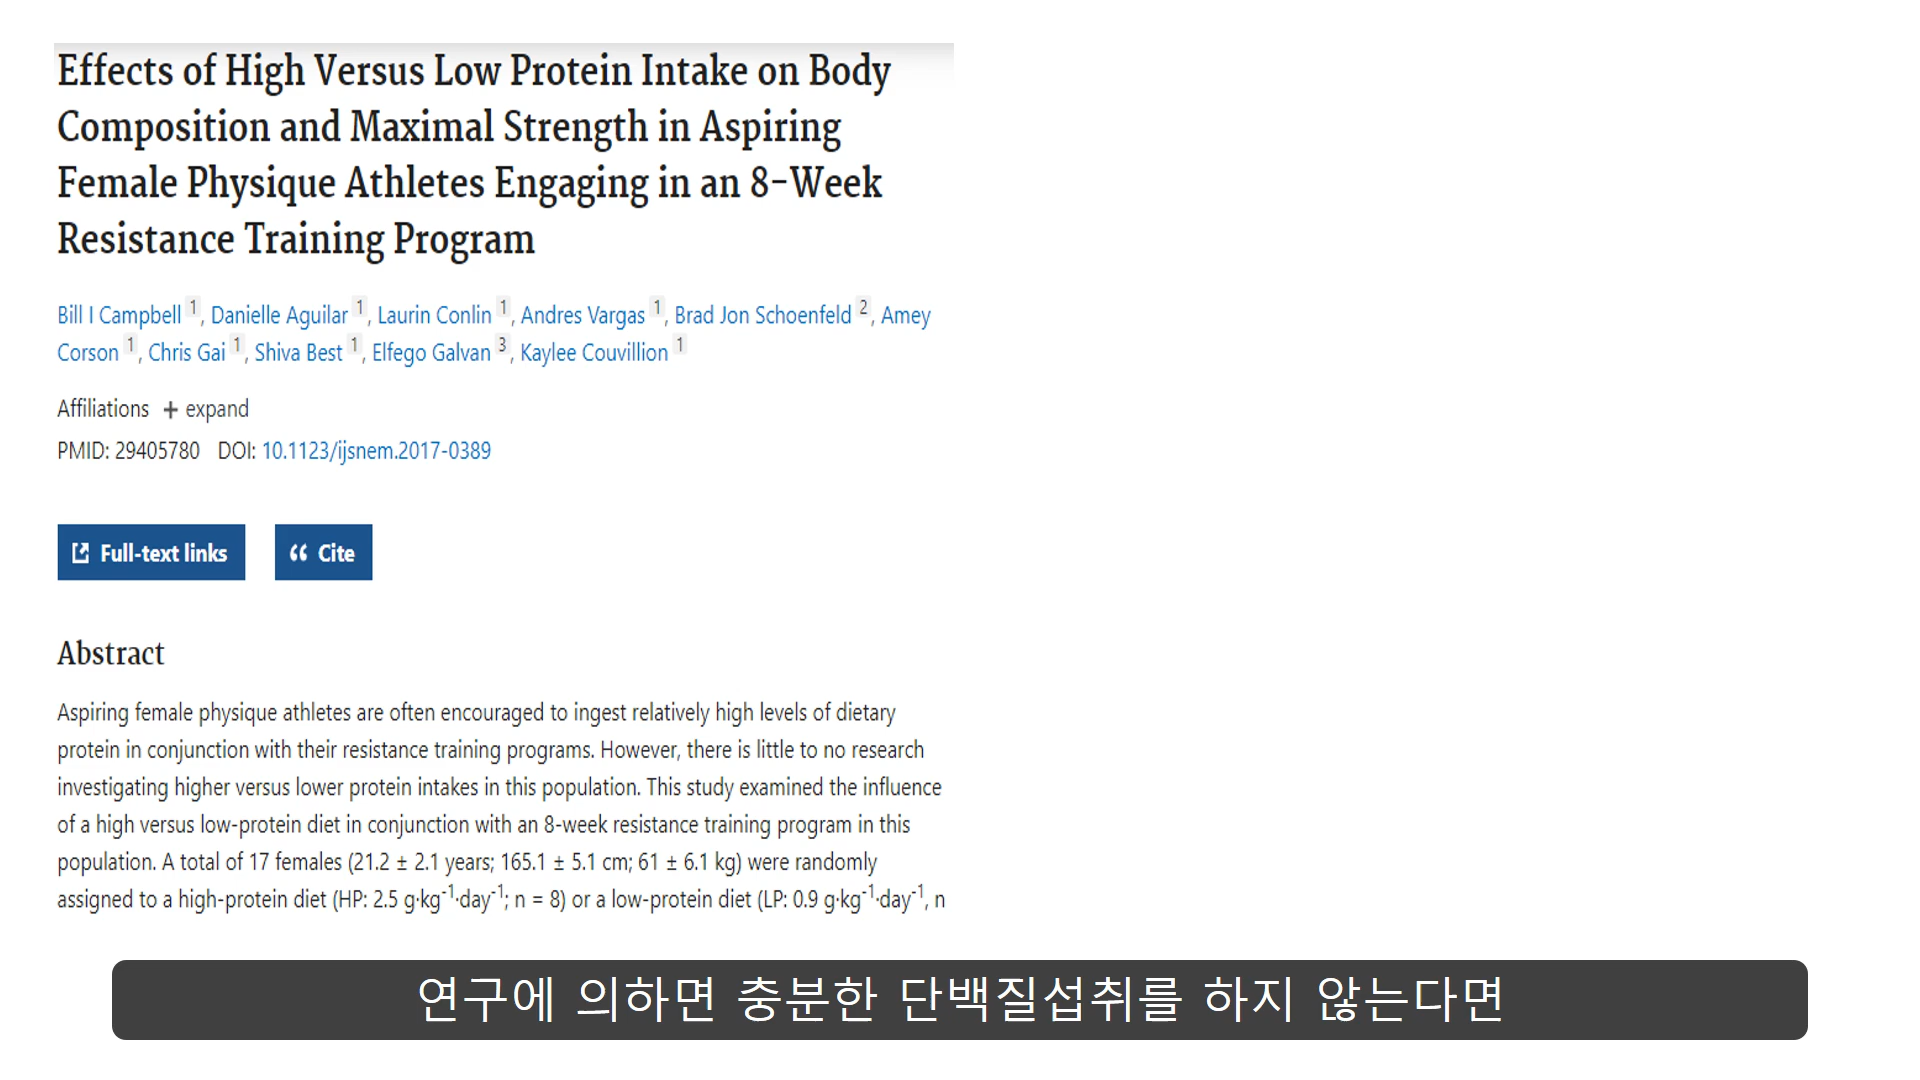 Effects of High Versus Low Protein Intake on Body
Composition and Maximal Strength in Aspiring
Female Physique Athletes Engaging in an 8-Week
Resistance Training Program
Bill I Campbell 1, Danielle Aguilar 1, Laurin Conlin 1, Andres Vargas 1, Brad Jon Schoenfeld 2, Amey
Corson 1, Chris Gai 1, Shiva Best 1, Elfego Galvan 3, Kaylee Couvillion 1
Affiliations + expand
PMID: 29405780 DOI: 10.1123/ijsnem.2017-0389
Full-text links
“ Cite
Abstract
Aspiring female physique athletes are often encouraged to ingest relatively high levels of dietary
protein in conjunction with their resistance training programs. However, there is little to no research
investigating higher versus lower protein intakes in this population. This study examined the influence
of a high versus low-protein diet in conjunction with an 8-week resistance training program in this
population. A total of 17 females (21.2 ± 2.1 years; 165.1 ± 5.1 cm; 61 ± 6.1 kg) were randomly
assigned to a high-protein diet (HP: 2.5 g·kg-1·day-1; n = 8) or a low-protein diet (LP: 0.9 g·kg-1·day-1, n
연구에 의하면 충분한 단백질섭취를 하지 않는다면